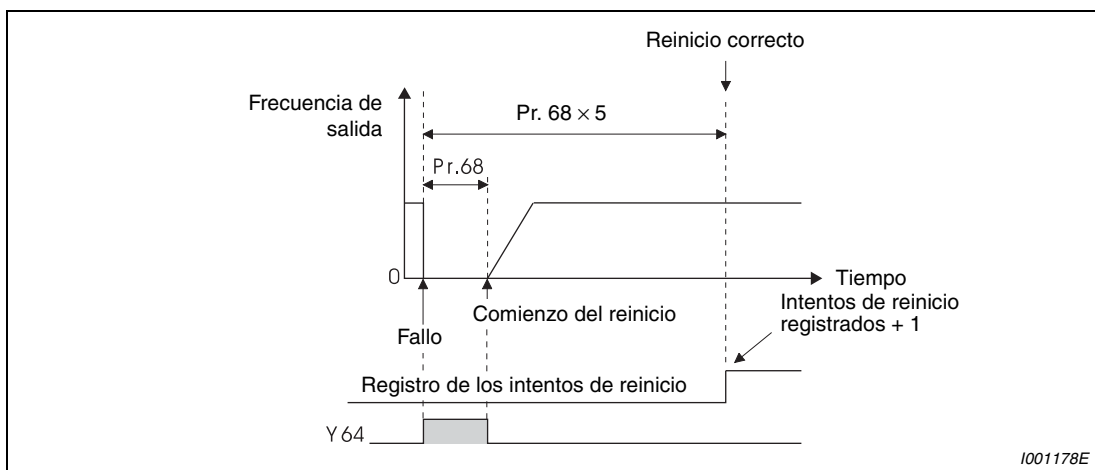 Reinicio correcto
Frecuencia de
salida
Pr. 68 × 5
Pr.68
0
Tiempo
Intentos de reinicio
registrados + 1
Comienzo del reinicio
Fallo
Registro de los intentos de reinicio
Y64
I001178E